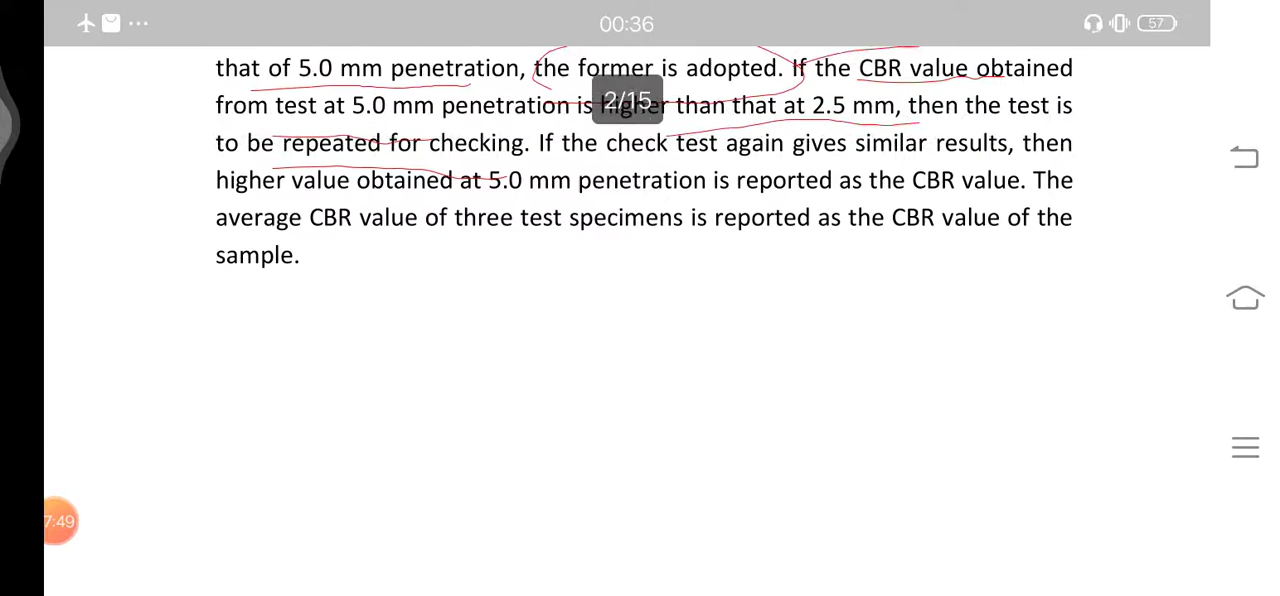 00:36
57
that of 5.0 mm penetration, the former is adopted. If the CBR value obtained
2/15
from test at 5.0 mm penetration is higher than that at 2.5 mm, then the test is
to be repeated for checking. If the check test again gives similar results, then
higher value obtained at 5.0 mm penetration is reported as the CBR value. The
average CBR value of three test specimens is reported as the CBR value of the
sample.
7:49